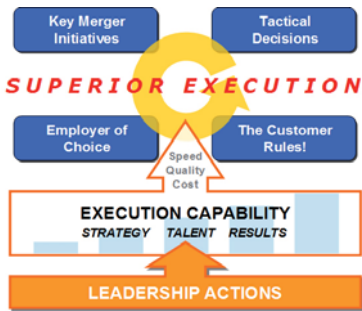 Key Merger
Initiatives
Tactical
Decisions
SUPERIOR EXECUTION
Employer of
Choice
The Customer
Rules!
Speed
Quality
Cost
EXECUTION CAPABILITY
STRATEGY TALENT RESULTS
LEADERSHIP ACTIONS